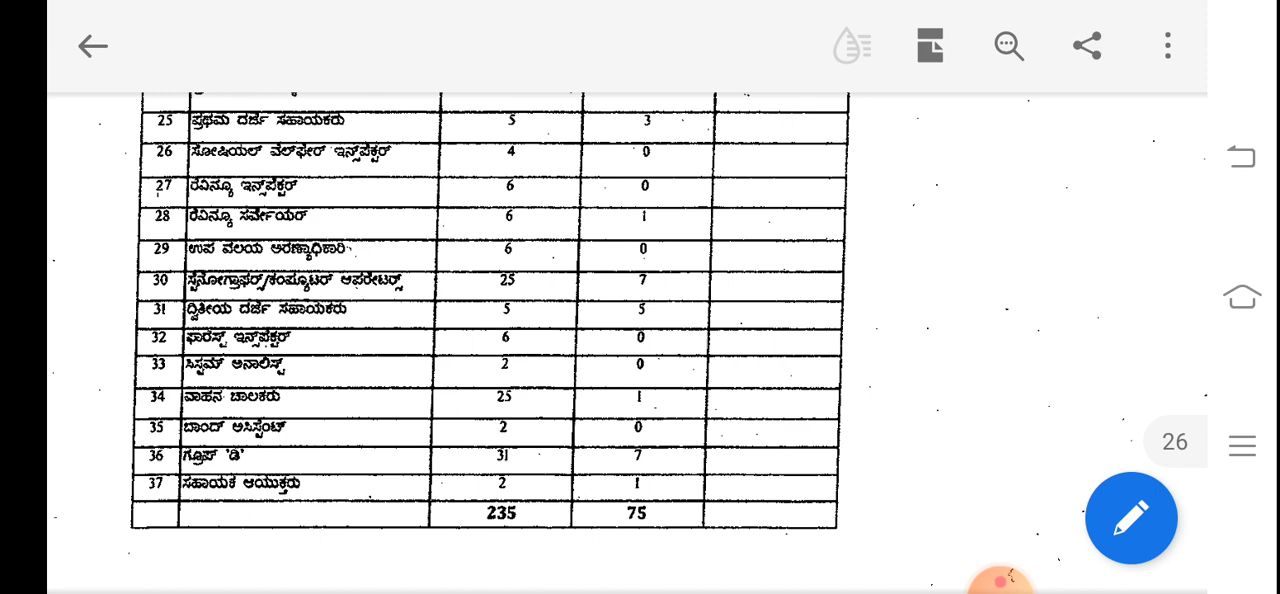 25 ಪ್ರಥಮ ದರ್ಜೆ ಸಹಾಯಕರು 5 3
26 ಸೋಷಿಯಲ್ ವೆಲ್‌ಫೇರ್ ಇನ್ಸ್‌ಪೆಕ್ಟರ್ 4 0
27 ರೆವಿನ್ಯೂ ಇನ್ಸ್‌ಪೆಕ್ಟರ್ 6 0
28 ರೆವಿನ್ಯೂ ಸರ್ವೇಯರ್ 6 1
29 ಉಪ ವಲಯ ಅರಣ್ಯಾಧಿಕಾರಿ 6 0
30 ಸ್ಟೆನೋಗ್ರಾಫರ್ಸ್/ಕಂಪ್ಯೂಟರ್ ಆಪರೇಟರ್ಸ್ 25 7
31 ದ್ವಿತೀಯ ದರ್ಜೆ ಸಹಾಯಕರು 5 5
32 ಫಾರೆಸ್ಟ್ ಇನ್ಸ್‌ಪೆಕ್ಟರ್ 6 0
33 ಸಿಸ್ಟಮ್ ಅನಾಲಿಸ್ಟ್ 2 0
34 ವಾಹನ ಚಾಲಕರು 25 1
35 ಬಾಂದ್ ಅಸಿಸ್ಟೆಂಟ್ 2 0
36 ಗ್ರೂಪ್ 'ಡಿ' 31 7
37 ಸಹಾಯಕ ಆಯುಕ್ತರು 2 1
235 75
26